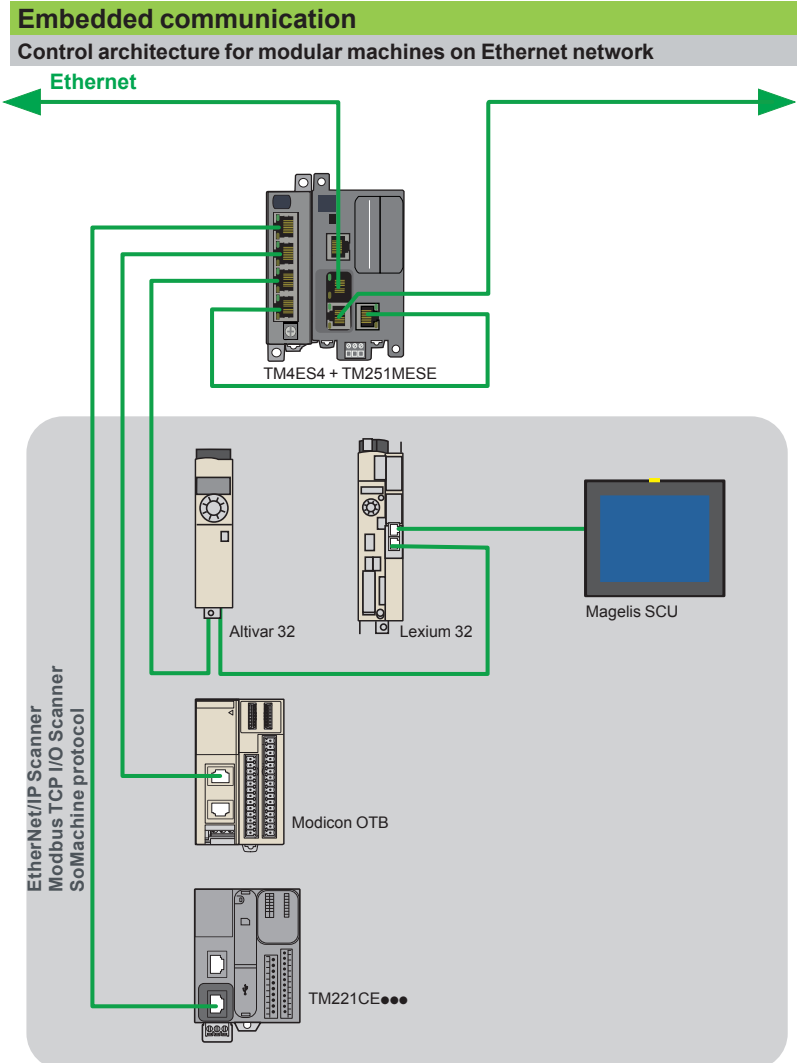 Embedded communication
Control architecture for modular machines on Ethernet network
Ethernet
TM4ES4 + TM251MESE
Altivar 32
Lexium 32
Magelis SCU
EtherNet/IP Scanner
Modbus TCP I/O Scanner
SoMachine protocol
Modicon OTB
TM221CE●●●